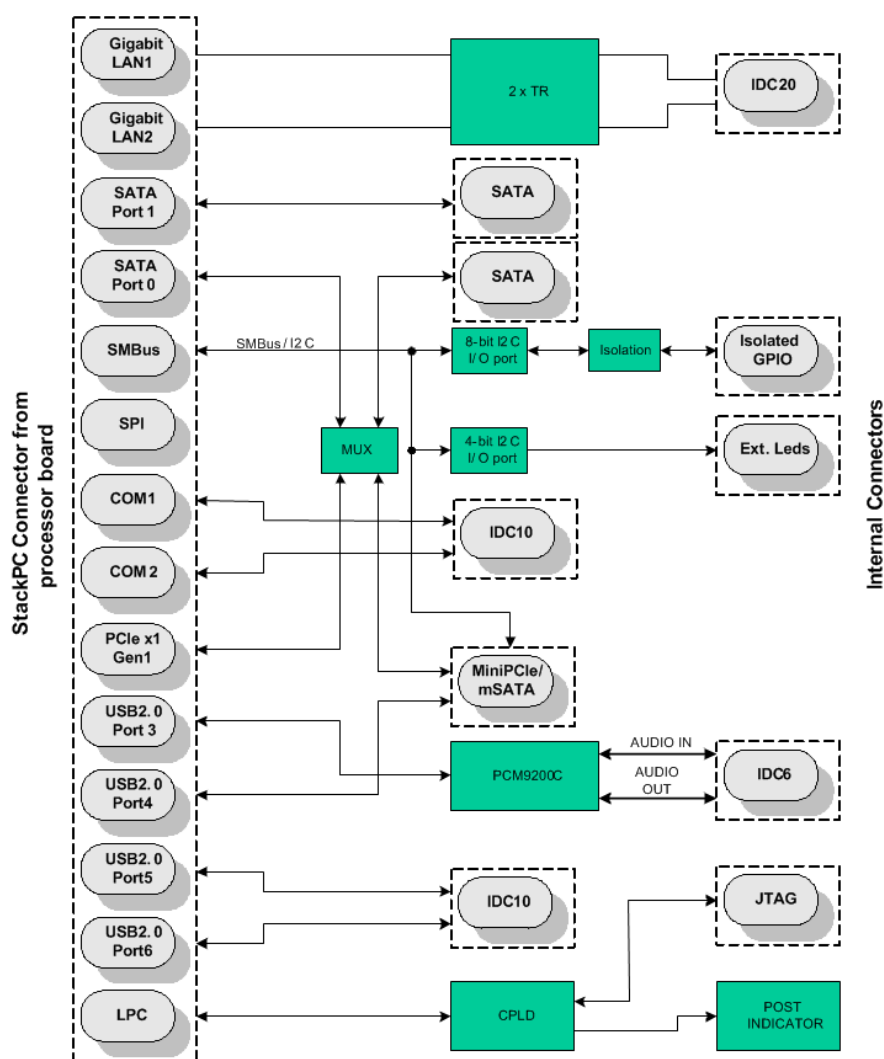 Gigabit
LAN1
2 x TR
IDC20
Gigabit
LAN2
SATA
Port 1
SATA
SATA
Port 0
SATA
SMBus
SMBus / I2 C
8-bit I2 C
I/ O port
Isolation
Isolated
GPIO
SPI
MUX
4-bit I2 C
I/ O port
Ext. Leds
COM1
IDC10
COM 2
PCIe x1
Gen1
MiniPCIe/
mSATA
USB2. 0
Port 3
PCM9200C
AUDIO IN
AUDIO
OUT
IDC6
USB2. 0
Port4
USB2. 0
Port5
IDC10
JTAG
USB2. 0
Port6
LPC
CPLD
POST
INDICATOR
StackPC Connector from
processor board
Internal Connectors